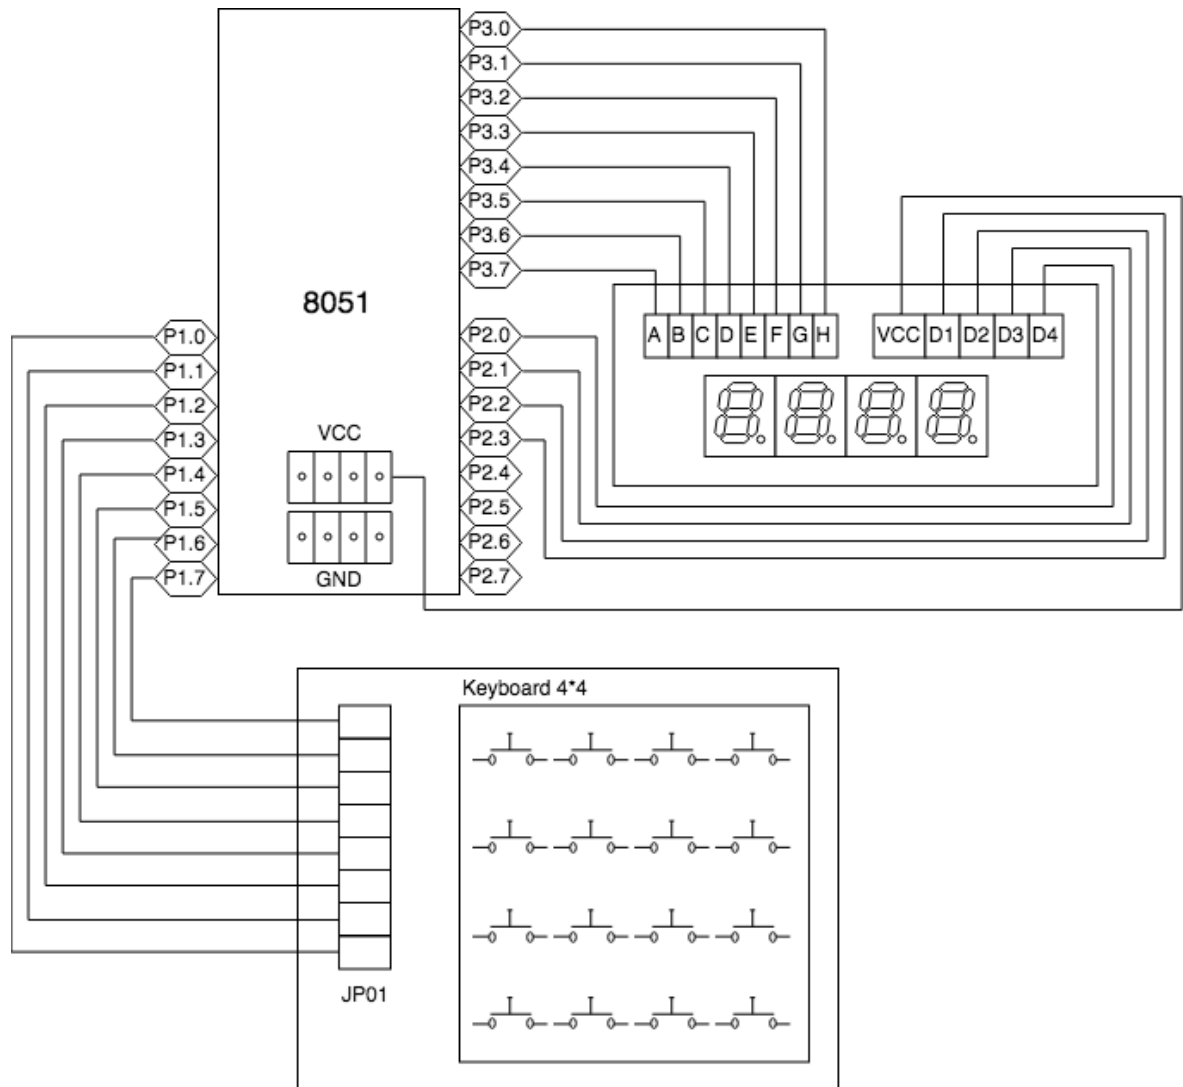 P3.0
P3.1
P3.2
P3.3
P3.4
P3.5
P3.6
P3.7
8051
A B C D E F G H
VCC D1 D2 D3 D4
P1.0
P1.1
P1.2
P1.3
P1.4
P1.5
P1.6
P1.7
P2.0
P2.1
P2.2
P2.3
P2.4
P2.5
P2.6
P2.7
VCC
GND
Keyboard 4*4
JP01